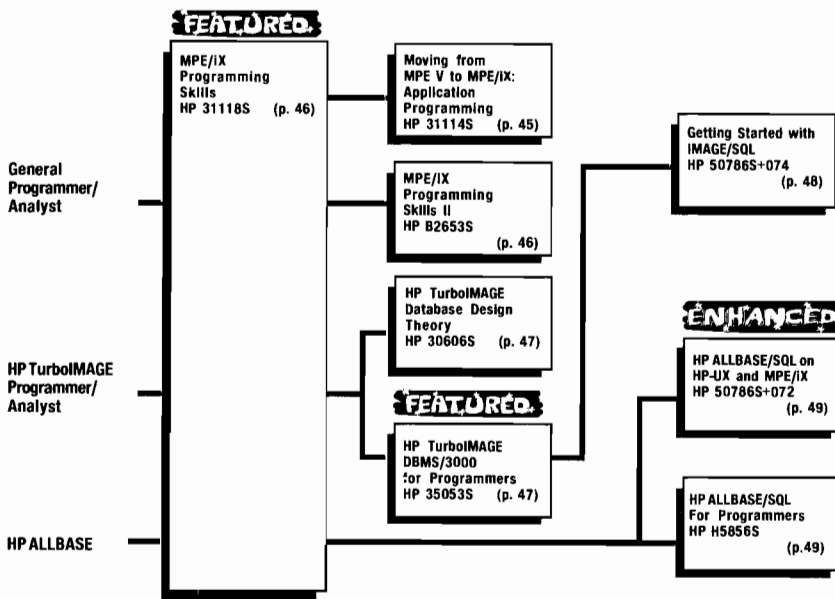 FEATURED
MPE/iX
Programming
Skills
HP 31118S (p. 46)
Moving from
MPE V to MPE/iX:
Application
Programming
HP 31114S (p. 45)
Getting Started with
IMAGE/SQL
HP 50786S+074
(p. 48)
General
Programmer/
Analyst
MPE/iX
Programming
Skills II
HP B2653S
(p. 46)
HP TurboIMAGE
Database Design
Theory
HP 30606S (p. 47)
ENHANCED
HP ALLBASE/SQL on
HP-UX and MPE/iX
HP 50786S+072
(p. 49)
HP TurboIMAGE
Programmer/
Analyst
FEATURED
HP TurboIMAGE
DBMS/3000
for Programmers
HP 35053S (p. 47)
HP ALLBASE/SQL
For Programmers
HP H5856S
(p.49)
HP ALLBASE